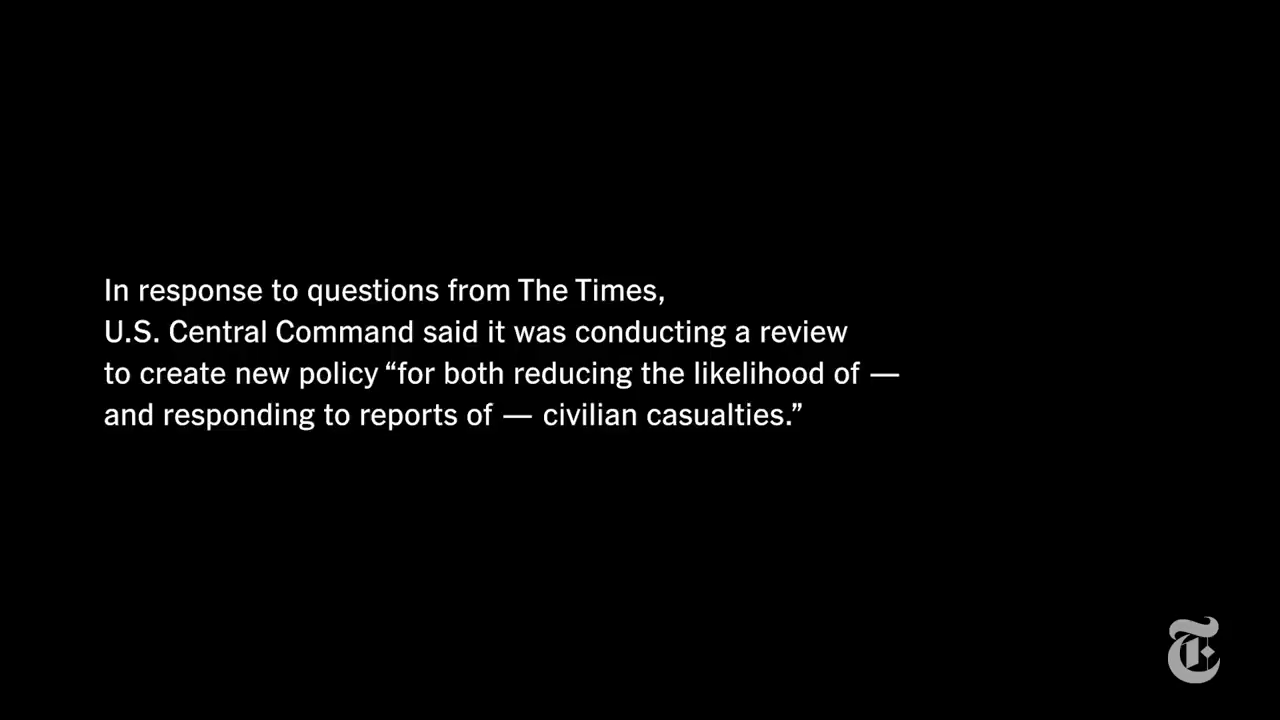 In response to questions from The Times,
U.S. Central Command said it was conducting a review
to create new policy “for both reducing the likelihood of —
and responding to reports of — civilian casualties.”
T